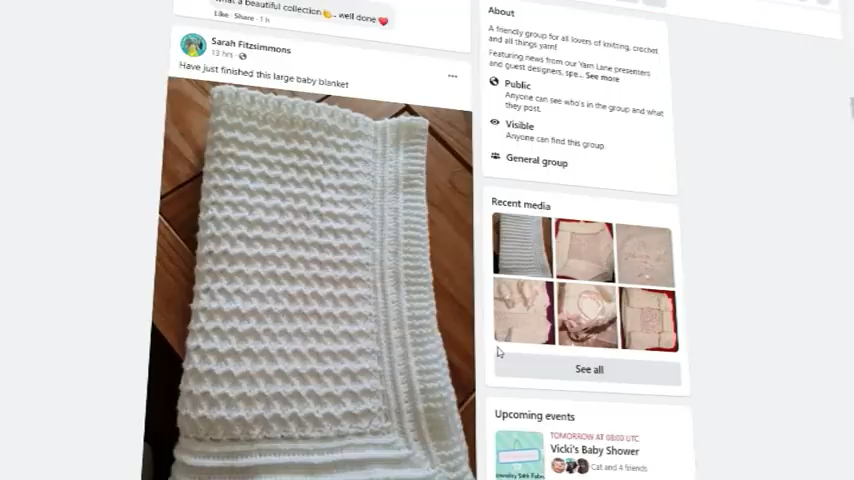 what a beautiful collection 👏.. well done ❤️
Like · Share · 1 h
Sarah Fitzsimmons
13 hrs ·
Have just finished this large baby blanket
About
A friendly group for all lovers of knitting, crochet
and all things yarn!
Featuring news from our Yarn Lane presenters
and guest designers, spe... See more
Public
Anyone can see who's in the group and what
they post.
Visible
Anyone can find this group.
General group
Recent media
See all
Upcoming events
TOMORROW AT 08:00 UTC
Vicki's Baby Shower
Cat and 4 friends